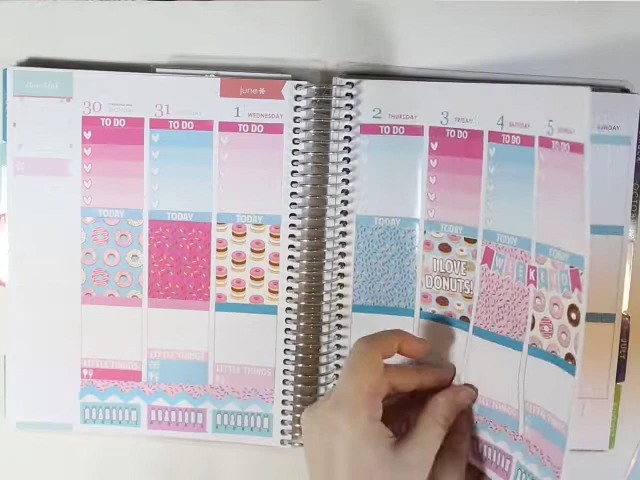 june*
30
31
1 WEDNESDAY
2 THURSDAY
3 FRIDAY
4 SATURDAY
5
SUNDAY
TO DO
TO DO
TO DO
TO DO
TO DO
TO DO
TO DO
TODAY
TODAY
TODAY
TODAY
TODAY
TODAY
TODAY
I LOVE
DONUTS!
WEEKEND
LITTLE THINGS
LITTLE THINGS
LITTLE THINGS
JULY